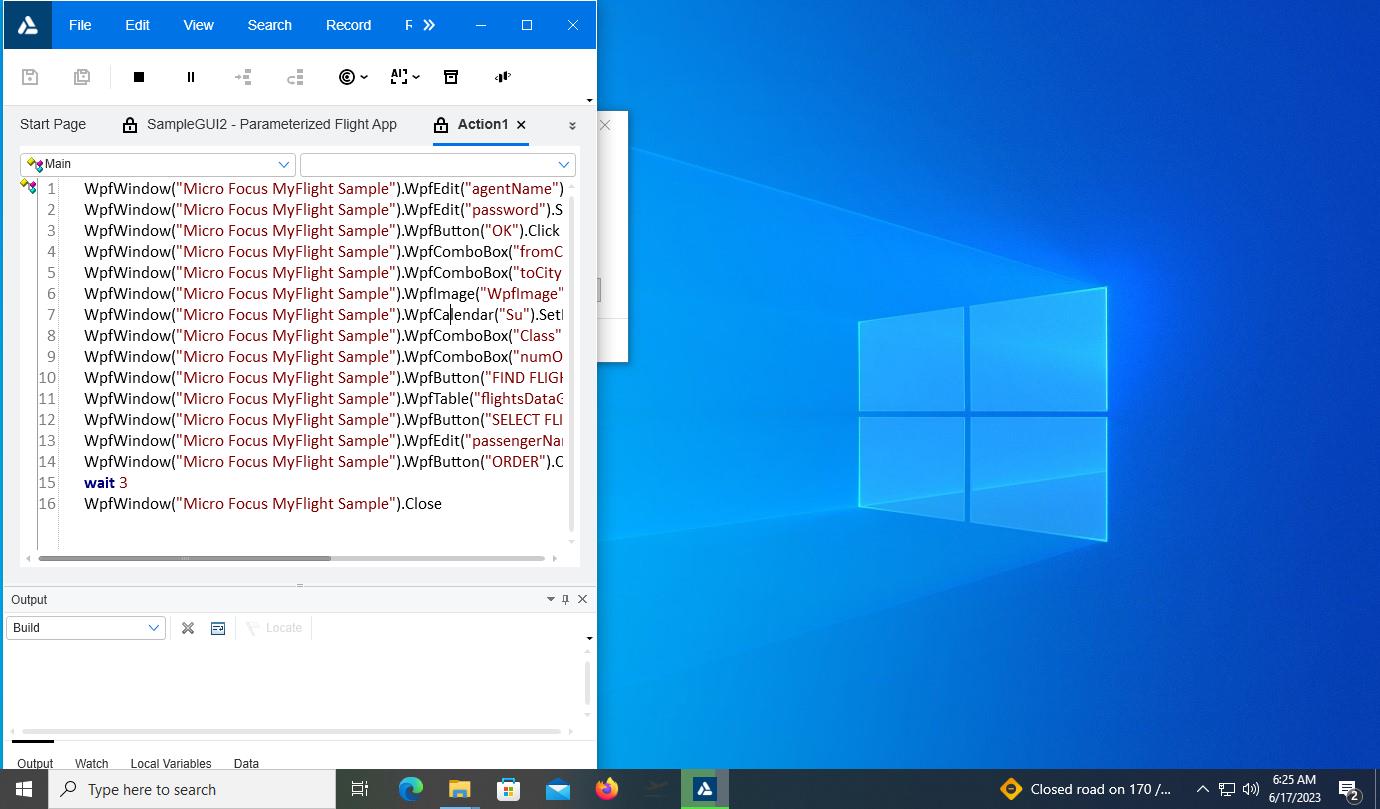 File Edit View Search Record
Start Page SampleGUI2 - Parameterized Flight App Action1
Main
1 WpfWindow("Micro Focus MyFlight Sample").WpfEdit("agentName")
2 WpfWindow("Micro Focus MyFlight Sample").WpfEdit("password").S
3 WpfWindow("Micro Focus MyFlight Sample").WpfButton("OK").Click
4 WpfWindow("Micro Focus MyFlight Sample").WpfComboBox("fromC
5 WpfWindow("Micro Focus MyFlight Sample").WpfComboBox("toCity
6 WpfWindow("Micro Focus MyFlight Sample").WpfImage("WpfImage"
7 WpfWindow("Micro Focus MyFlight Sample").WpfCalendar("Su").Set
8 WpfWindow("Micro Focus MyFlight Sample").WpfComboBox("Class"
9 WpfWindow("Micro Focus MyFlight Sample").WpfComboBox("numO
10 WpfWindow("Micro Focus MyFlight Sample").WpfButton("FIND FLIGH
11 WpfWindow("Micro Focus MyFlight Sample").WpfTable("flightsDataG
12 WpfWindow("Micro Focus MyFlight Sample").WpfButton("SELECT FLI
13 WpfWindow("Micro Focus MyFlight Sample").WpfEdit("passengerNa
14 WpfWindow("Micro Focus MyFlight Sample").WpfButton("ORDER").C
15 wait 3
16 WpfWindow("Micro Focus MyFlight Sample").Close
Output
Build Locate
Output Watch Local Variables Data
Type here to search
Closed road on 170 /...
6:25 AM
6/17/2023
2